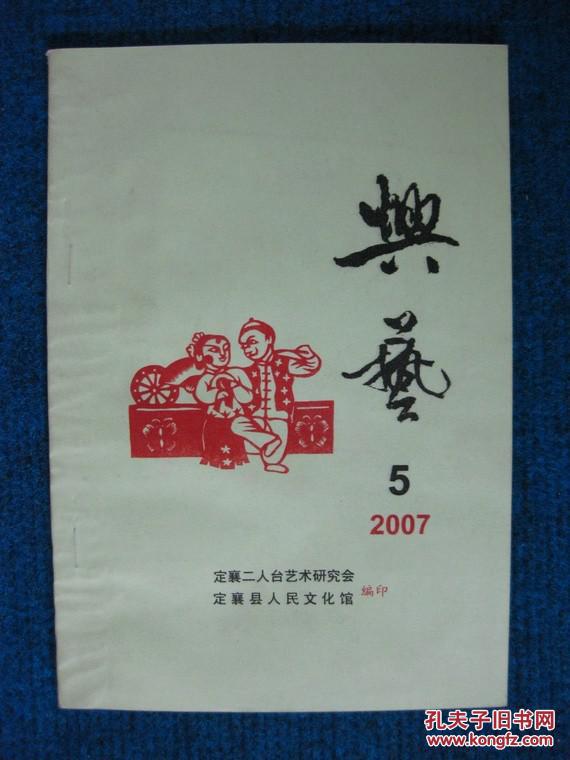 興
藝
5
2007
定襄二人台艺术研究会
定襄县人民文化馆 编印
孔夫子旧书网
www.kongfz.com